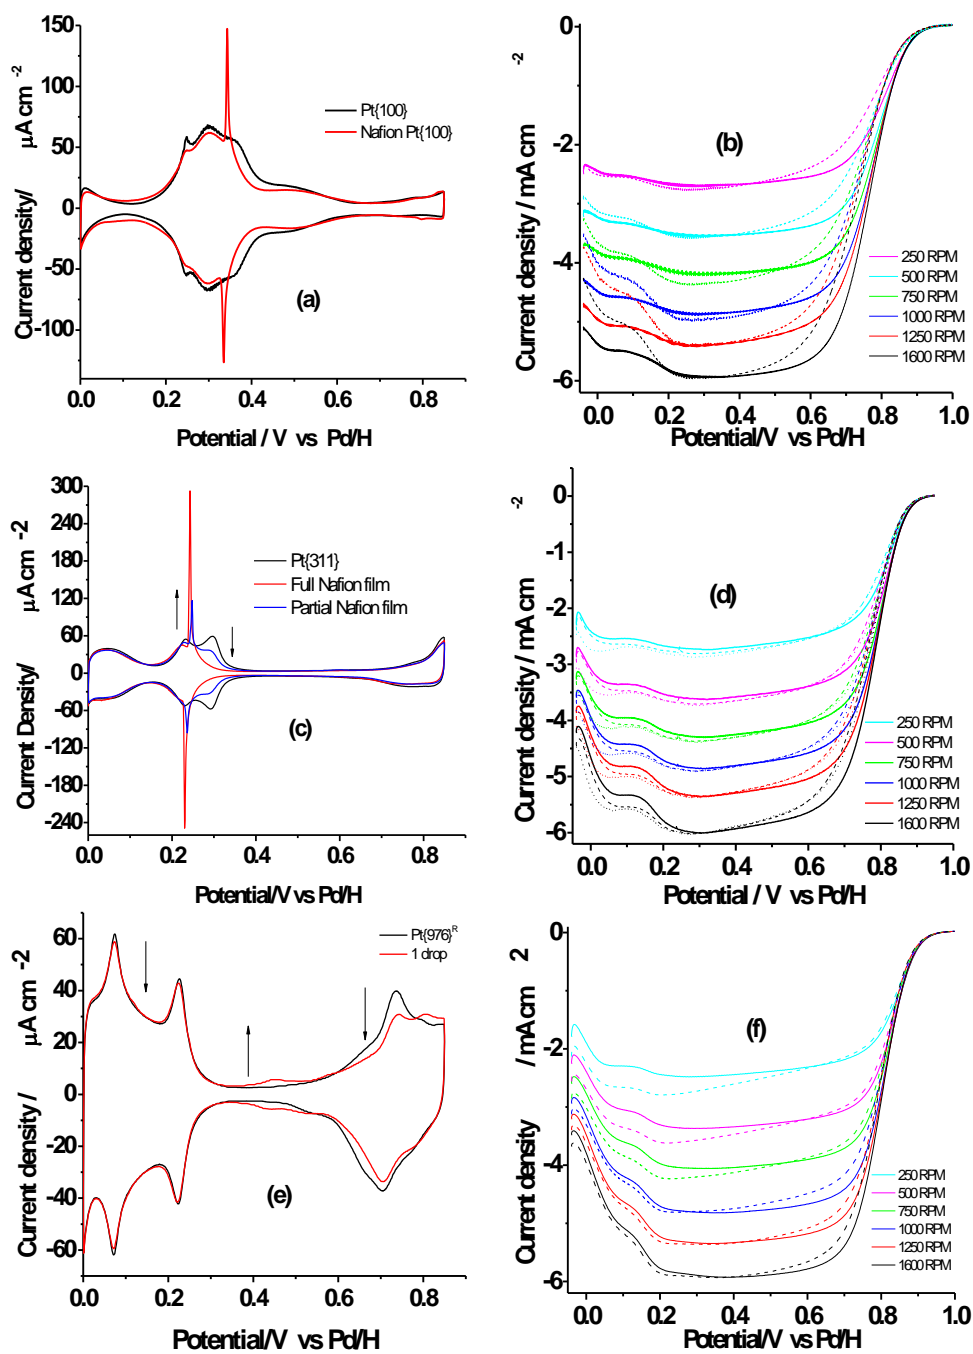 150
100
50
0
-50
-100
0.0 0.2 0.4 0.6 0.8
Current density/ μA cm -2
Pt{100}
Nafion Pt{100}
(a)
Potential / V vs Pd/H
0
-2
-4
-6
0.0 0.2 0.4 0.6 0.8 1.0
Current density / mA cm -2
(b)
250 RPM
500 RPM
750 RPM
1000 RPM
1250 RPM
1600 RPM
Potential/V vs Pd/H
300
240
180
120
60
0
-60
-120
-180
-240
0.0 0.2 0.4 0.6 0.8
Current Density/ μA cm -2
Pt{311}
Full Nafion film
Partial Nafion film
(c)
Potential/V vs Pd/H
0
-1
-2
-3
-4
-5
-6
0.0 0.2 0.4 0.6 0.8 1.0
Current density / mA cm -2
(d)
250 RPM
500 RPM
750 RPM
1000 RPM
1250 RPM
1600 RPM
Potential / V vs Pd/H
60
40
20
0
-20
-40
-60
0.0 0.1 0.2 0.3 0.4 0.5 0.6 0.7 0.8
Current density / μA cm -2
Pt{976}R
1 drop
(e)
Potential/V vs Pd/H
0
-2
-4
-6
0.0 0.2 0.4 0.6 0.8 1.0
Current density / mA cm 2
(f)
250 RPM
500 RPM
750 RPM
1000 RPM
1250 RPM
1600 RPM
Potential/V vs Pd/H